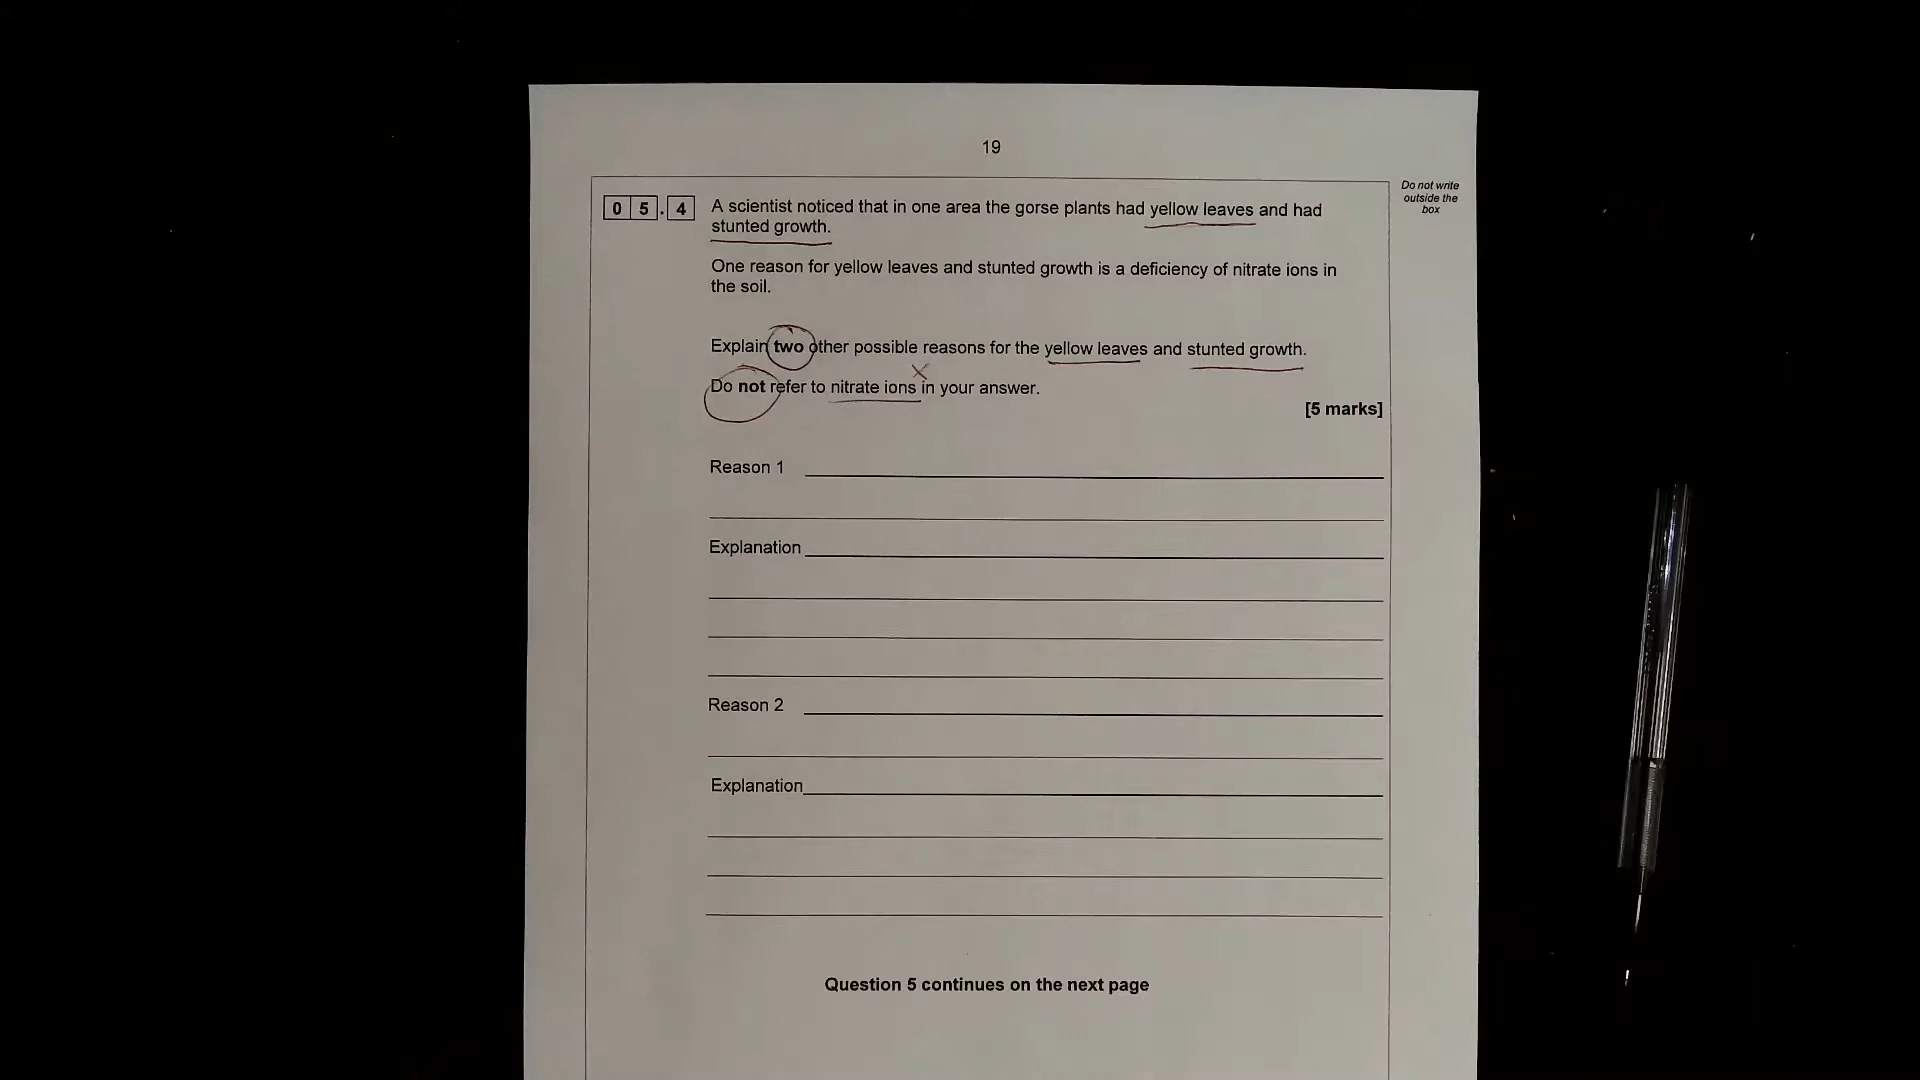 19
Do not write
outside the
box
0 5 . 4 A scientist noticed that in one area the gorse plants had yellow leaves and had
stunted growth.
One reason for yellow leaves and stunted growth is a deficiency of nitrate ions in
the soil.
Explain two other possible reasons for the yellow leaves and stunted growth.
Do not refer to nitrate ions in your answer.
[5 marks]
Reason 1
Explanation
Reason 2
Explanation
Question 5 continues on the next page